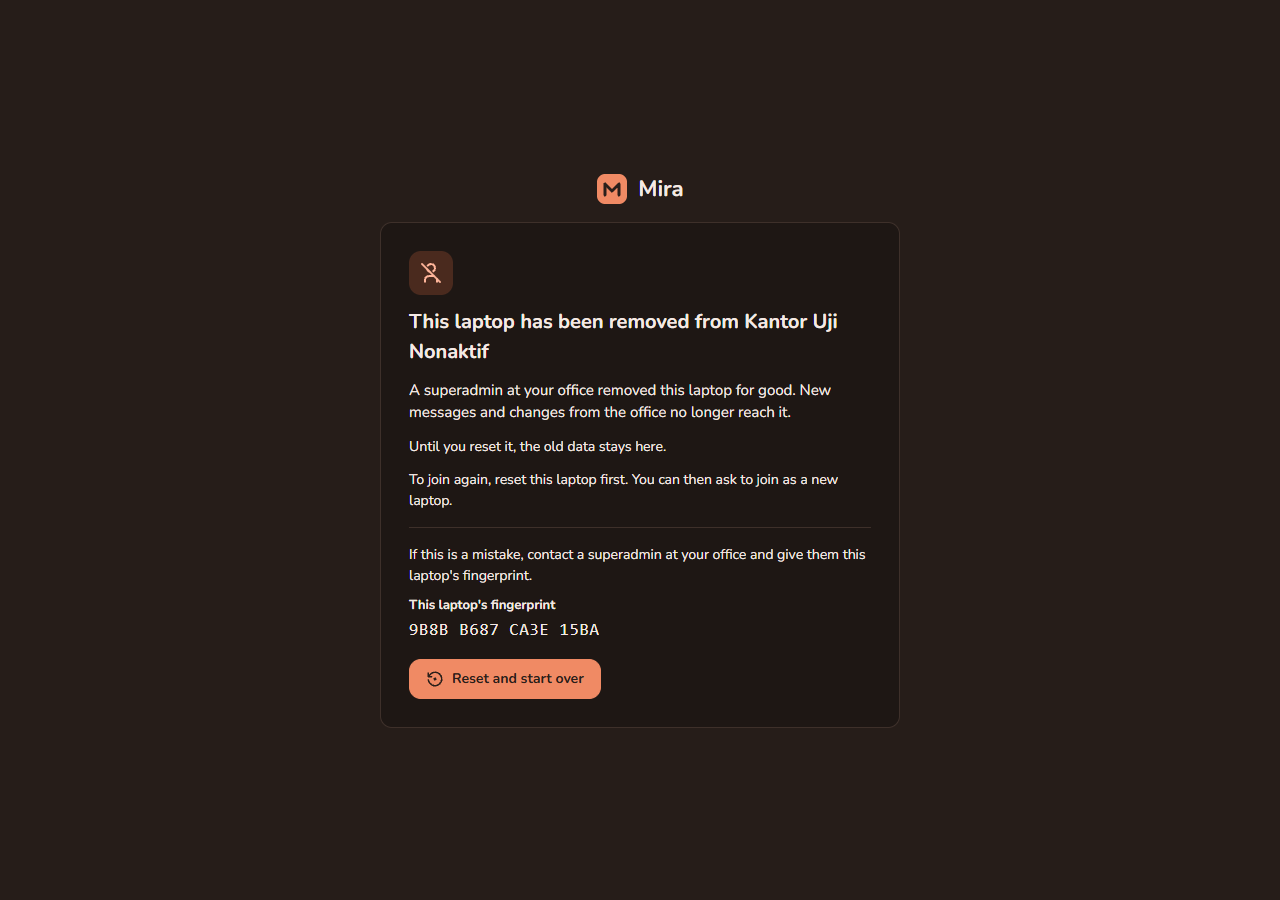 Mira
This laptop has been removed from Kantor Uji
Nonaktif
A superadmin at your office removed this laptop for good. New
messages and changes from the office no longer reach it.
Until you reset it, the old data stays here.
To join again, reset this laptop first. You can then ask to join as a new
laptop.
If this is a mistake, contact a superadmin at your office and give them this
laptop's fingerprint.
This laptop's fingerprint
9B8B B687 CA3E 15BA
Reset and start over